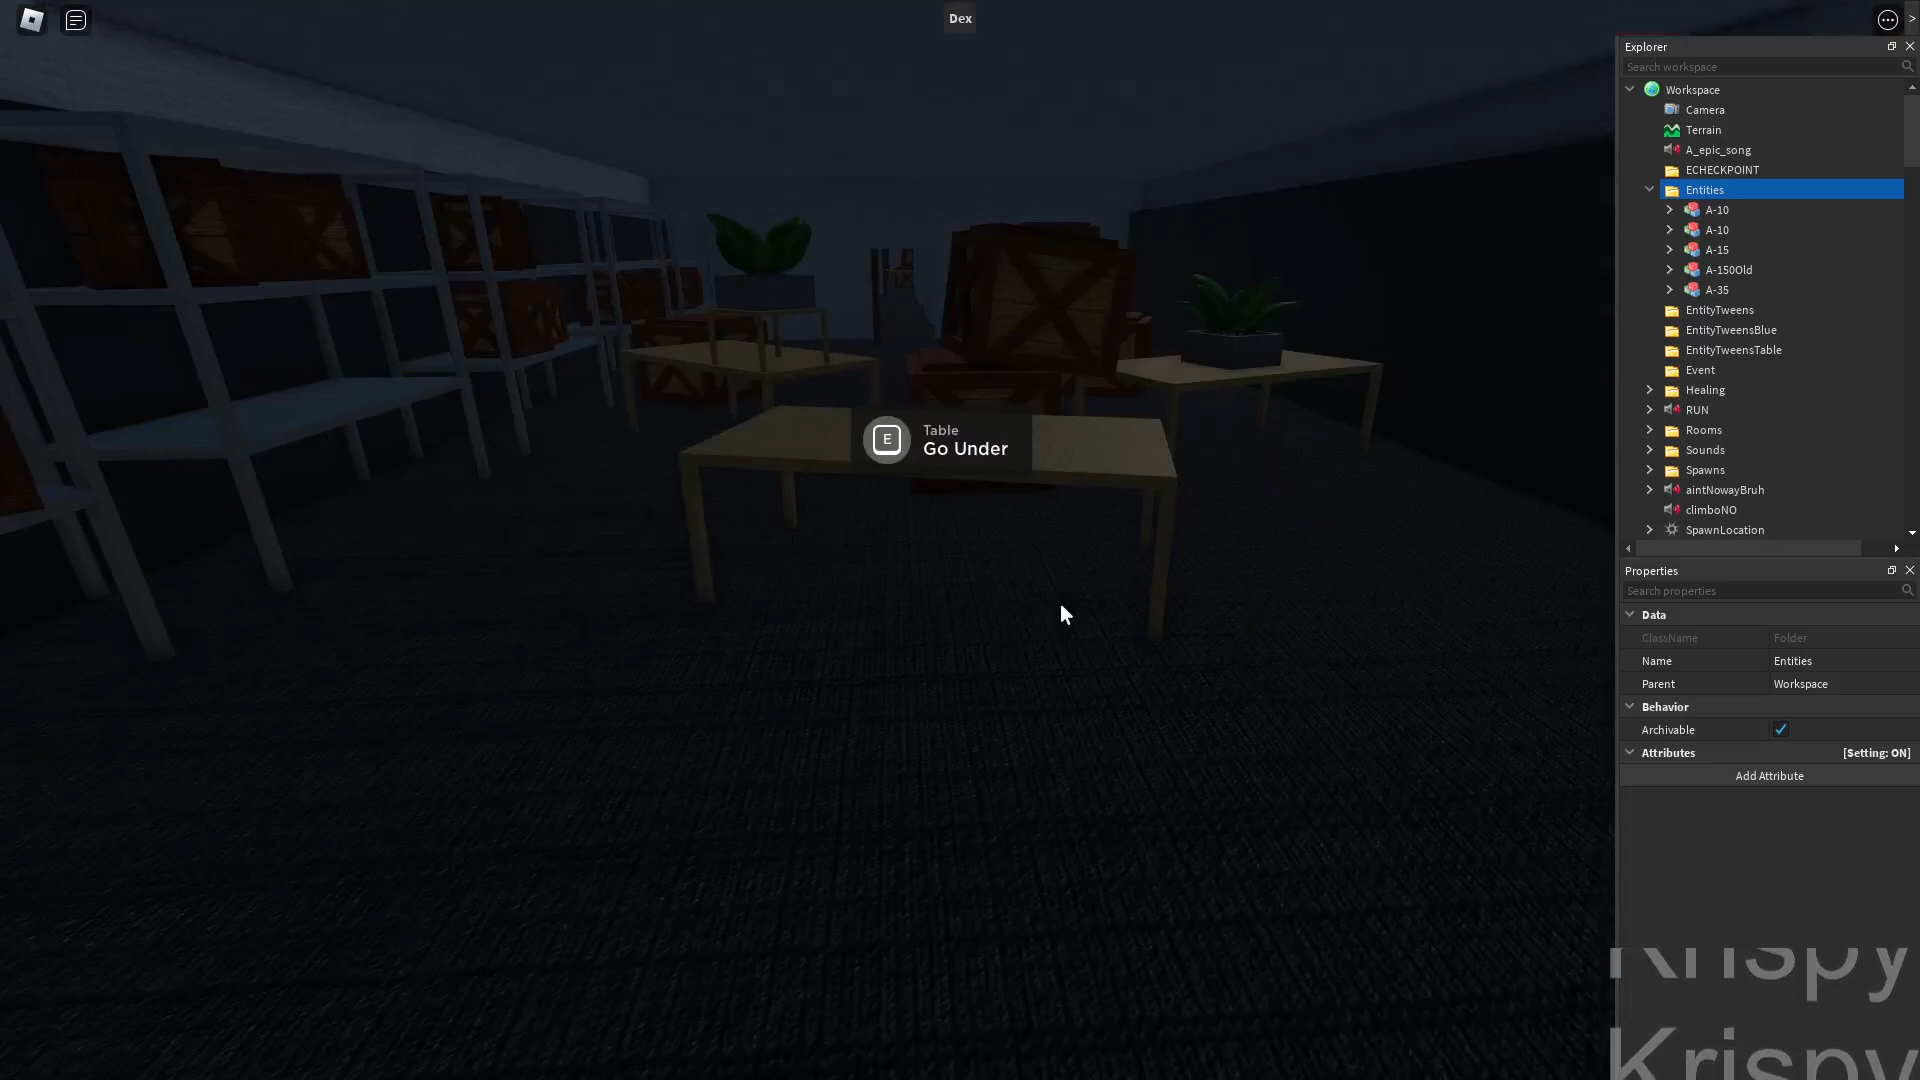 Dex
>
Explorer
Search workspace
Workspace
Camera
Terrain
A_epic_song
ECHECKPOINT
Entities
A-10
A-10
A-15
A-150Old
A-35
EntityTweens
EntityTweensBlue
EntityTweensTable
Event
Healing
RUN
Rooms
Sounds
Spawns
aintNowayBruh
climboNO
SpawnLocation
E
Table
Go Under
Properties
Search properties
Data
ClassName Folder
Name Entities
Parent Workspace
Behavior
Archivable
Attributes [Setting: ON]
Add Attribute
Krispy
Krispy